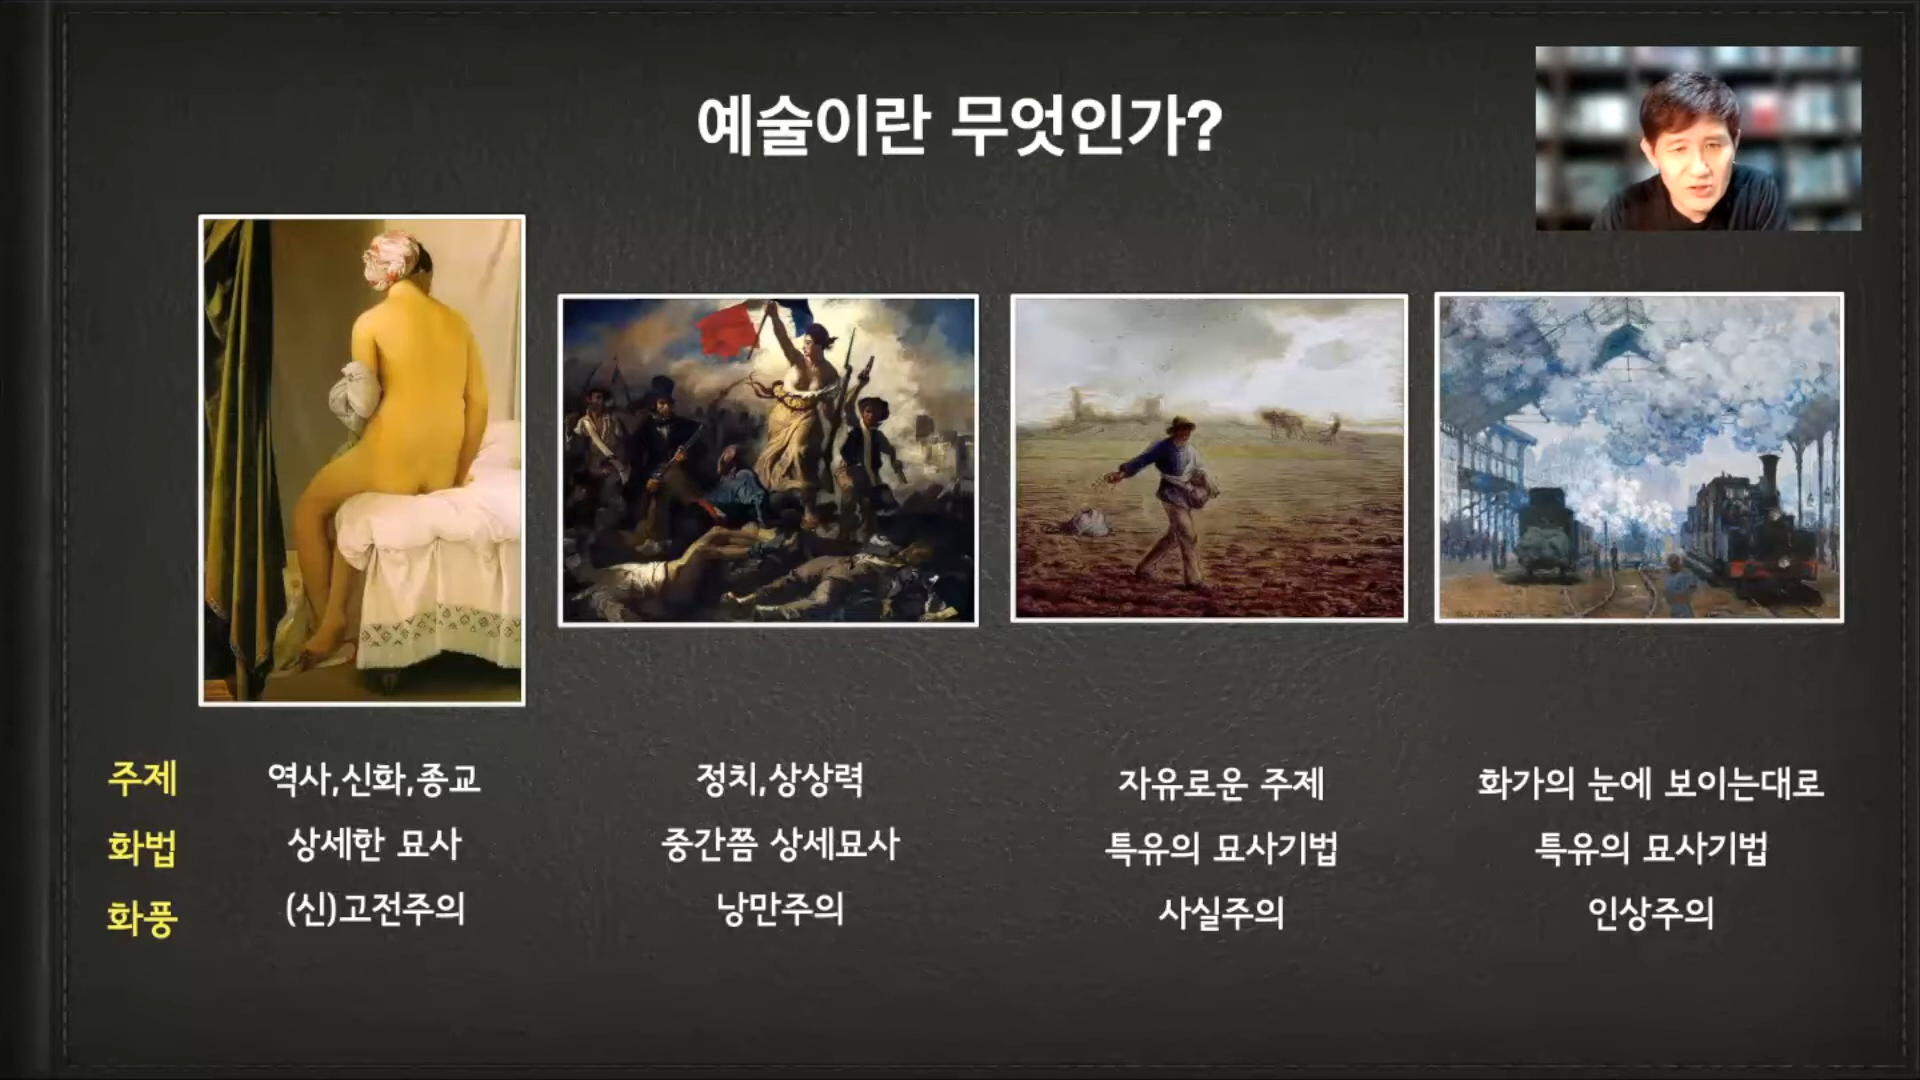 예술이란 무엇인가?
주제 역사,신화,종교 정치,상상력 자유로운 주제 화가의 눈에 보이는대로
화법 상세한 묘사 중간쯤 상세묘사 특유의 묘사기법 특유의 묘사기법
화풍 (신)고전주의 낭만주의 사실주의 인상주의